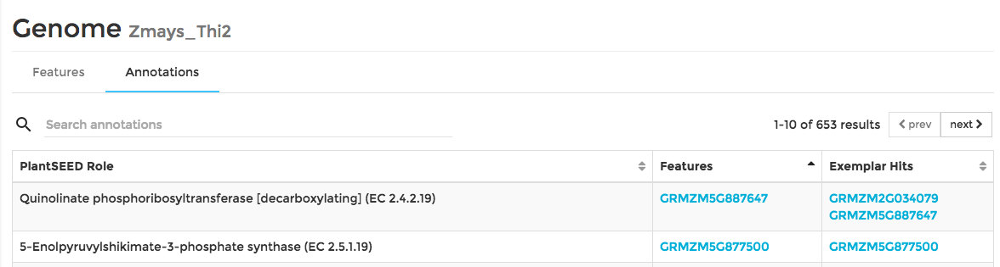 Genome Zmays_Thi2
Features Annotations
Search annotations 1-10 of 653 results prev next
PlantSEED Role Features Exemplar Hits
Quinolinate phosphoribosyltransferase [decarboxylating] (EC 2.4.2.19) GRMZM5G887647 GRMZM2G034079
GRMZM5G887647
5-Enolpyruvylshikimate-3-phosphate synthase (EC 2.5.1.19) GRMZM5G877500 GRMZM5G877500